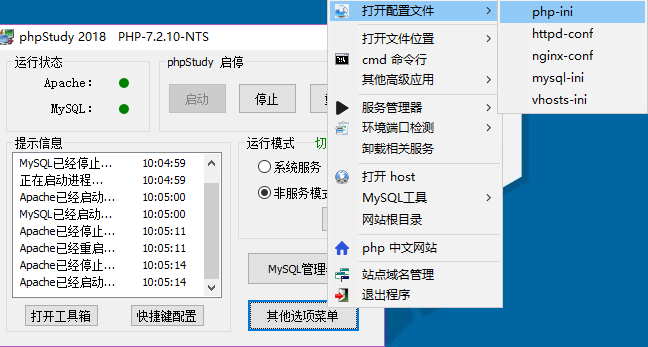 phpStudy 2018 PHP-7.2.10-NTS
运行状态
Apache:
MySQL:
phpStudy 启停
启动
停止
提示信息
MySQL已经停止... 10:04:59
正在启动进程... 10:04:59
Apache已经启动... 10:05:00
MySQL已经启动... 10:05:00
Apache已经停止... 10:05:11
Apache已经重启... 10:05:11
Apache已经停止... 10:05:14
Apache已经启动... 10:05:14
打开工具箱
快捷键配置
运行模式 切
系统服务
非服务模
MySQL管理
其他选项菜单
打开配置文件
打开文件位置
cmd 命令行
其他高级应用
服务管理器
环境端口检测
卸载相关服务
打开 host
MySQL工具
网站根目录
php 中文网站
站点域名管理
退出程序
php-ini
httpd-conf
nginx-conf
mysql-ini
vhosts-ini